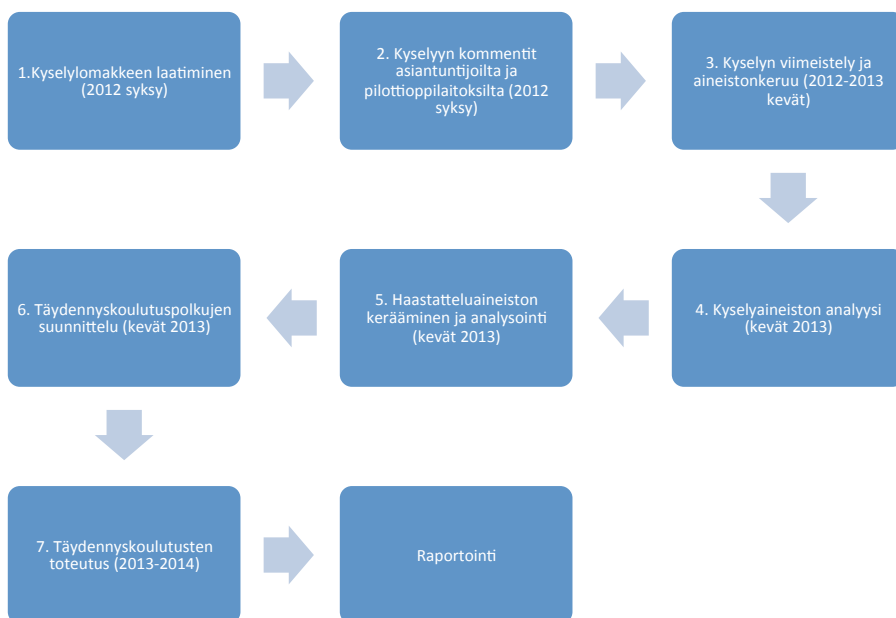 1.Kyselylomakkeen laatiminen
(2012 syksy)
2. Kyselyyn kommentit
asiantuntijoilta ja
pilottioppilaitoksilta (2012
syksy)
3. Kyselyn viimeistely ja
aineistonkeruu (2012-2013
kevät)
4. Kyselyaineiston analyysi
(kevät 2013)
5. Haastatteluaineiston
kerääminen ja analysointi
(kevät 2013)
6. Täydennyskoulutuspolkujen
suunnittelu (kevät 2013)
7. Täydennyskoulutusten
toteutus (2013-2014)
Raportointi